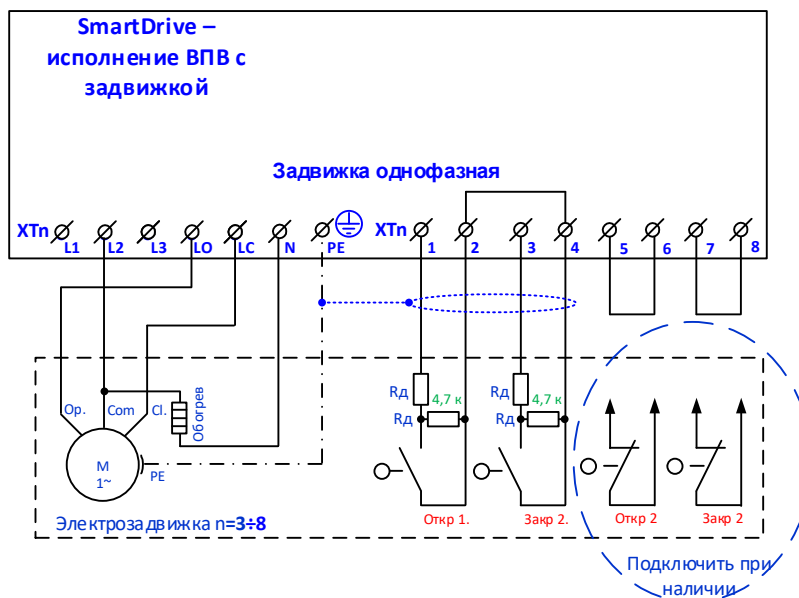 SmartDrive –
исполнение ВПВ с
задвижкой
Задвижка однофазная
XTn L1 L2 L3 LO LC N PE
XTn 1 2 3 4 5 6 7 8
Op. Com Cl. Обогрев
M
1~
PE
Rд 4,7 к Rд 4,7 к
Rд Rд
Откр 1. Закр 2. Откр 2 Закр 2
Электрозадвижка n=3÷8
Подключить при
наличии